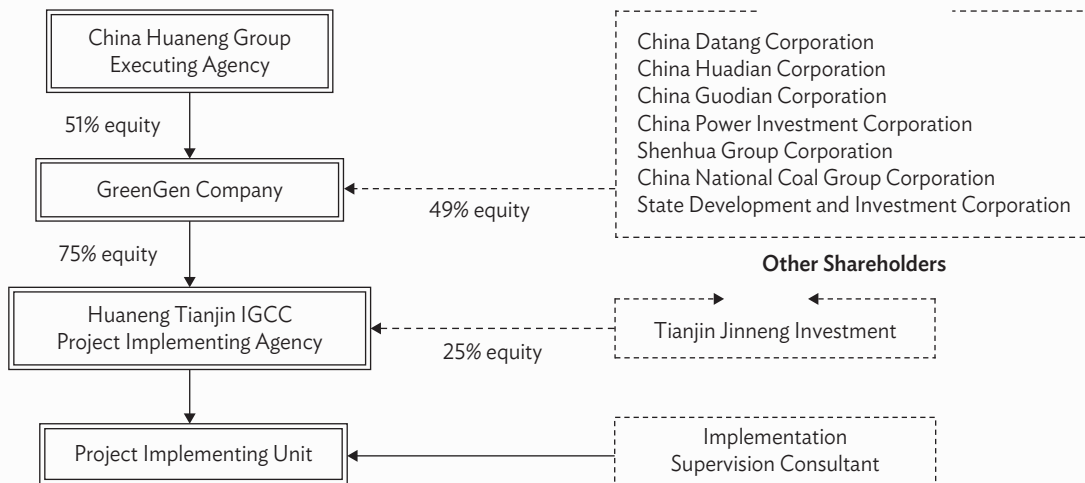 China Huaneng Group
Executing Agency
51% equity
GreenGen Company
75% equity
Huaneng Tianjin IGCC
Project Implementing Agency
Project Implementing Unit
China Datang Corporation
China Huadian Corporation
China Guodian Corporation
China Power Investment Corporation
Shenhua Group Corporation
China National Coal Group Corporation
State Development and Investment Corporation
49% equity
Other Shareholders
Tianjin Jinneng Investment
25% equity
Implementation
Supervision Consultant